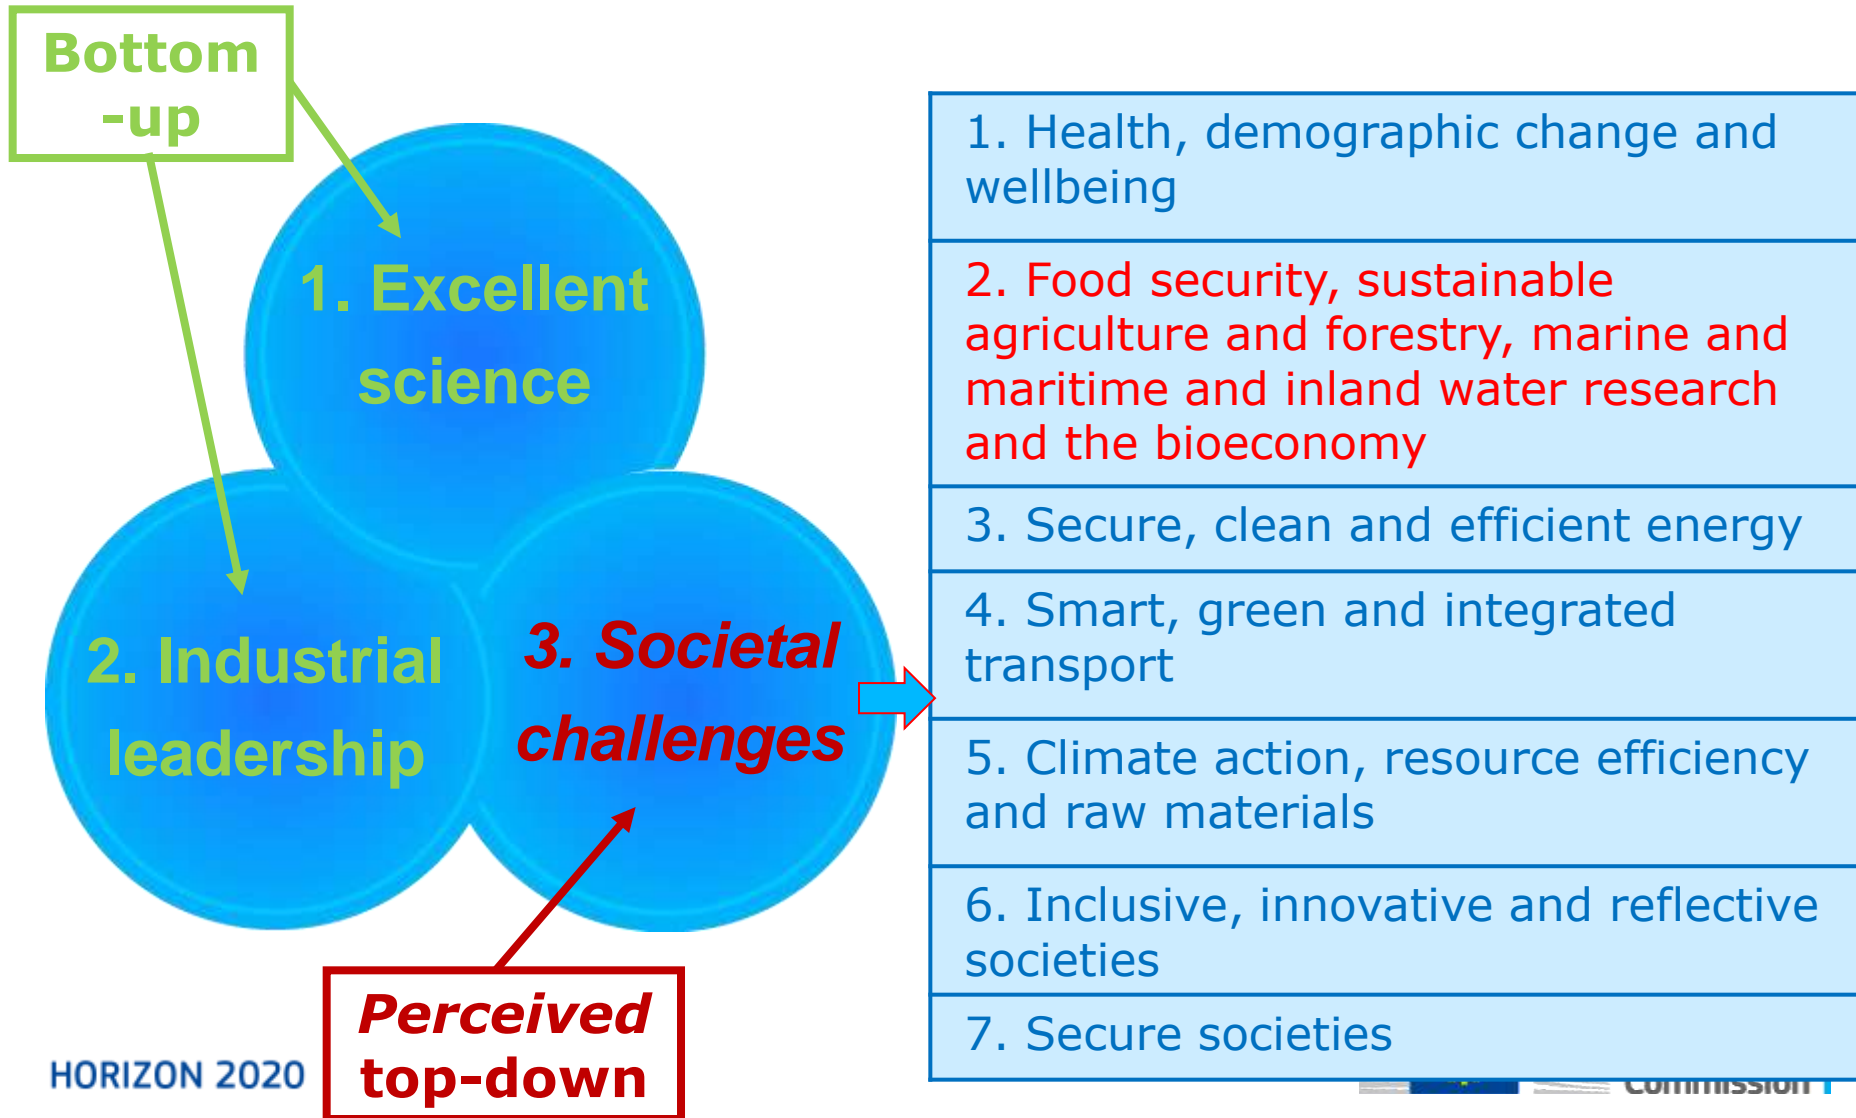 Bottom
-up
1. Excellent
science
2. Industrial
leadership
3. Societal
challenges
Perceived
top-down
HORIZON 2020
1. Health, demographic change and
wellbeing
2. Food security, sustainable
agriculture and forestry, marine and
maritime and inland water research
and the bioeconomy
3. Secure, clean and efficient energy
4. Smart, green and integrated
transport
5. Climate action, resource efficiency
and raw materials
6. Inclusive, innovative and reflective
societies
7. Secure societies
Commission